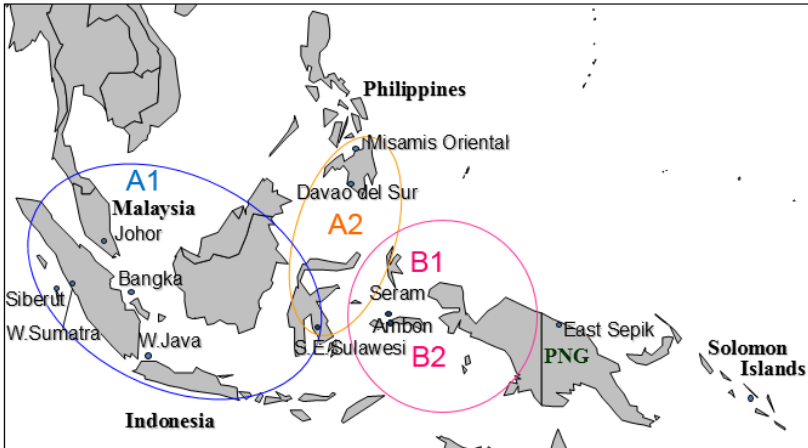 Philippines
Misamis Oriental
Davao del Sur
A1
Malaysia
Johor
A2
B1
Bangka
Siberut
Seram
W.Sumatra
Ambon
East Sepik
W.Java
S.E.Sulawesi
B2
PNG
Solomon
Islands
Indonesia